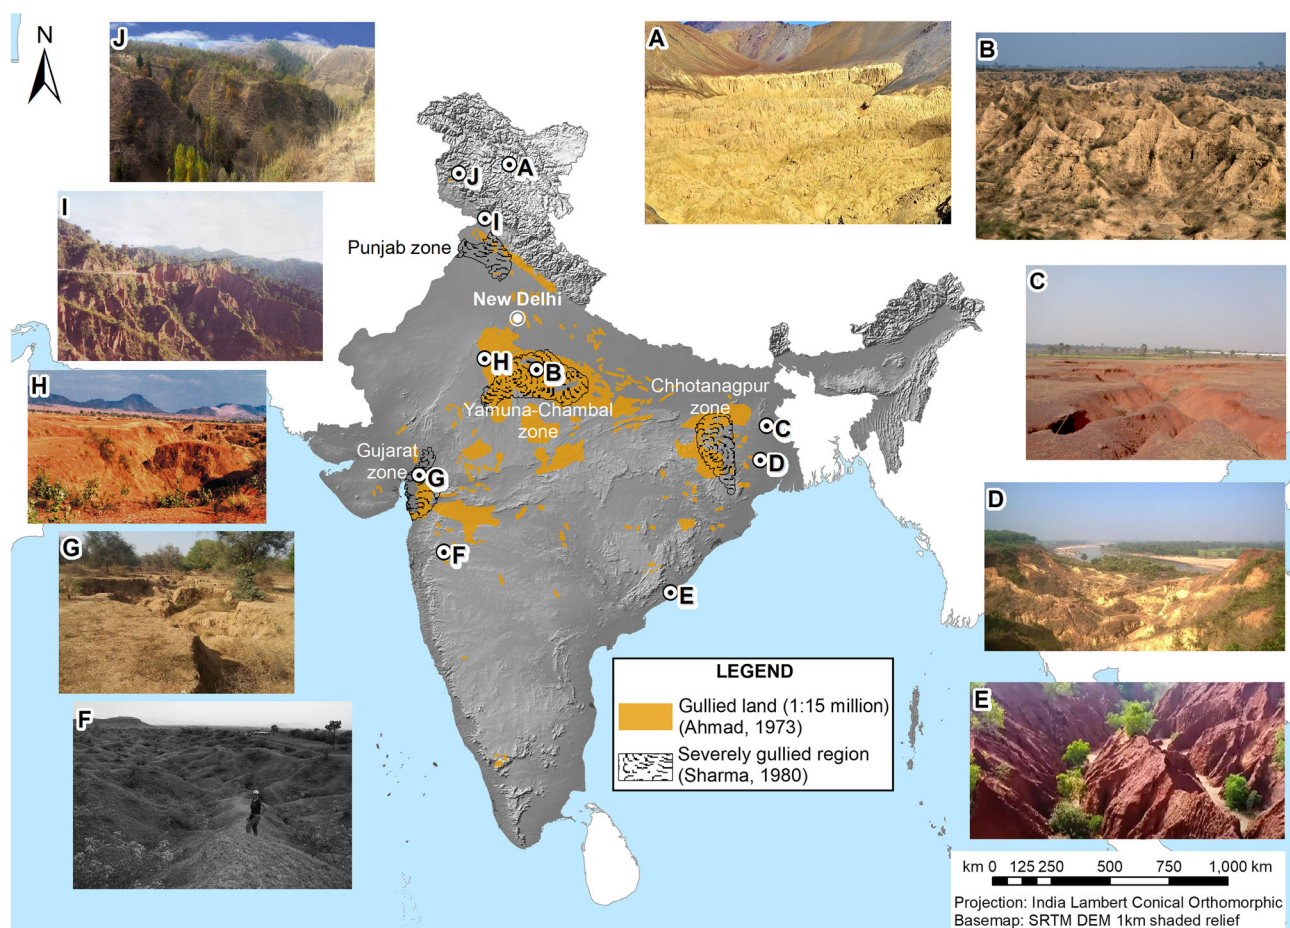 N
J
A
B
I
Punjab zone
A
J
I
C
New Delhi
H
H
B
Chhotanagpur
zone
Yamuna-Chambal
zone
C
D
Gujarat
zone
G
D
G
F
E
F
E
LEGEND
Gullied land (1:15 million)
(Ahmad, 1973)
Severely gullied region
(Sharma, 1980)
km 0 125 250 500 750 1,000 km
Projection: India Lambert Conical Orthomorphic
Basemap: SRTM DEM 1km shaded relief